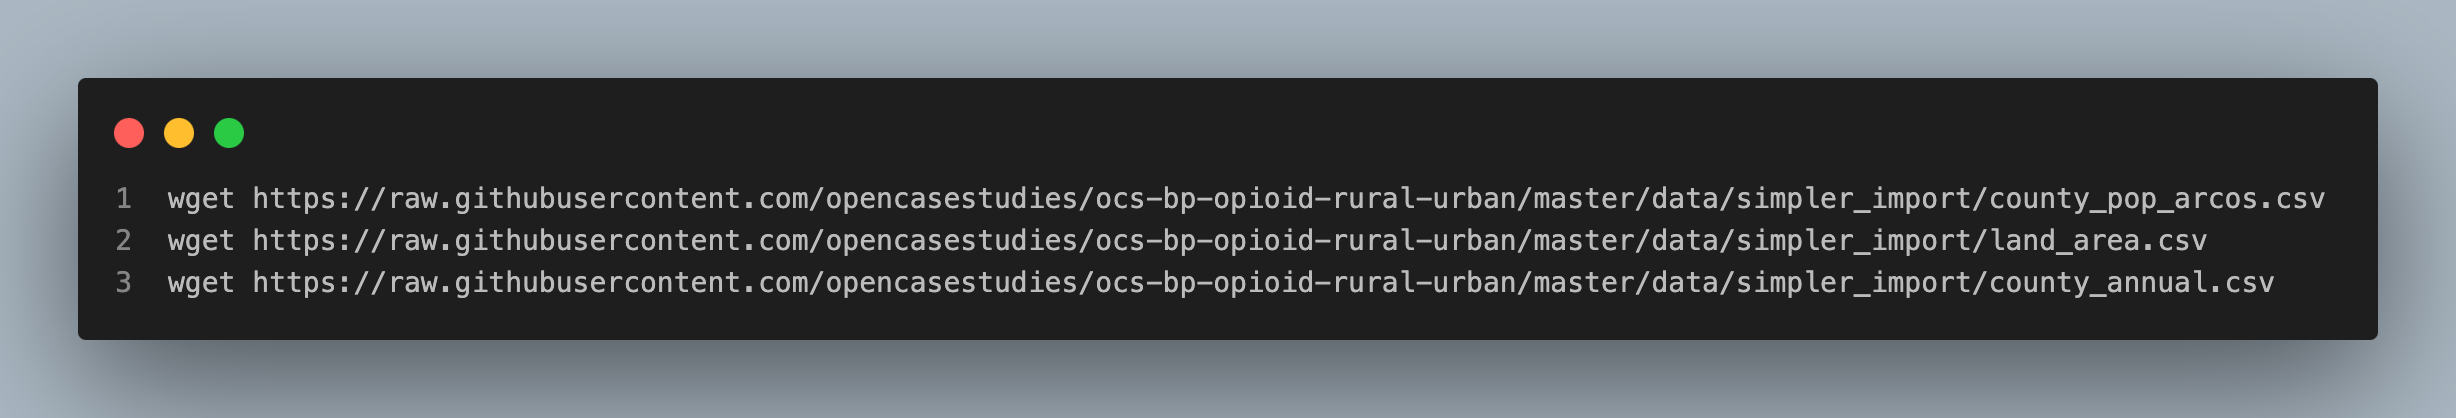 1 wget https://raw.githubusercontent.com/opencasestudies/ocs-bp-opioid-rural-urban/master/data/simpler_import/county_pop_arcos.csv
2 wget https://raw.githubusercontent.com/opencasestudies/ocs-bp-opioid-rural-urban/master/data/simpler_import/land_area.csv
3 wget https://raw.githubusercontent.com/opencasestudies/ocs-bp-opioid-rural-urban/master/data/simpler_import/county_annual.csv